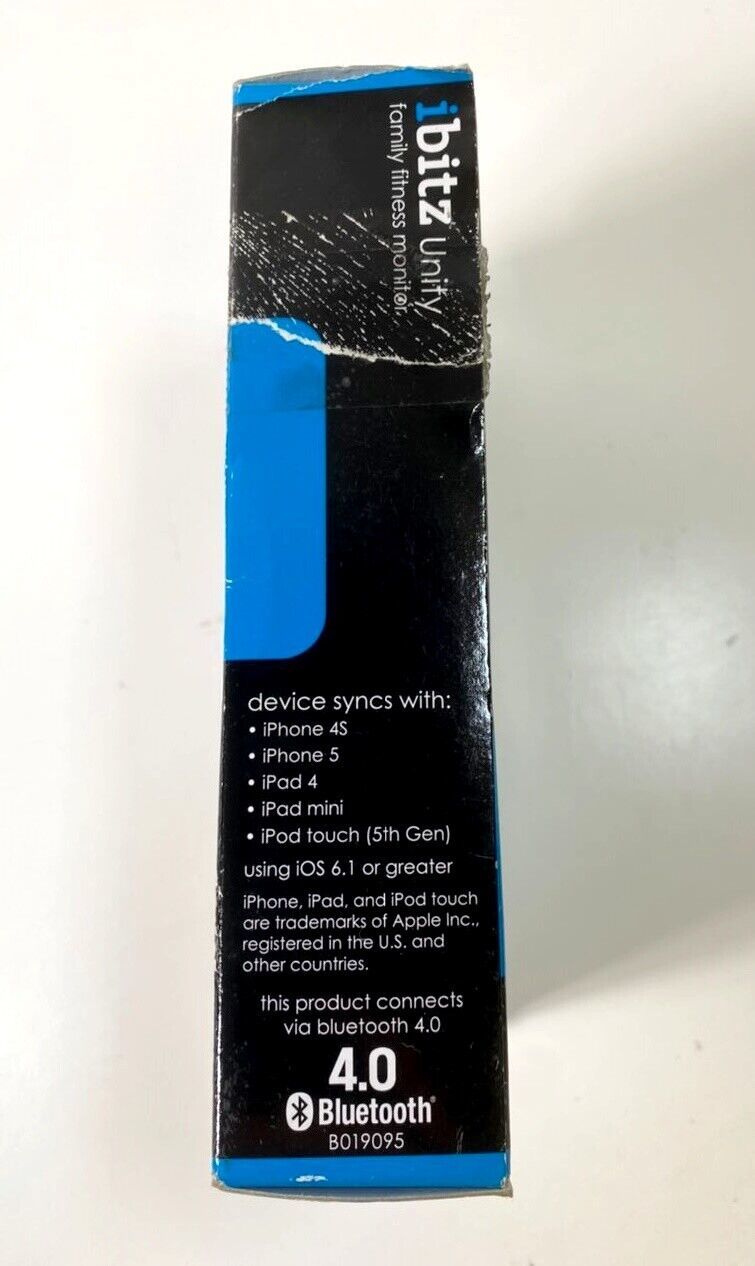 ibitz Unity
family fitness monitor
device syncs with:
• iPhone 4S
• iPhone 5
• iPad 4
• iPad mini
• iPod touch (5th Gen)
using iOS 6.1 or greater
iPhone, iPad, and iPod touch
are trademarks of Apple Inc.,
registered in the U.S. and
other countries.
this product connects
via bluetooth 4.0
4.0
Bluetooth®
B019095